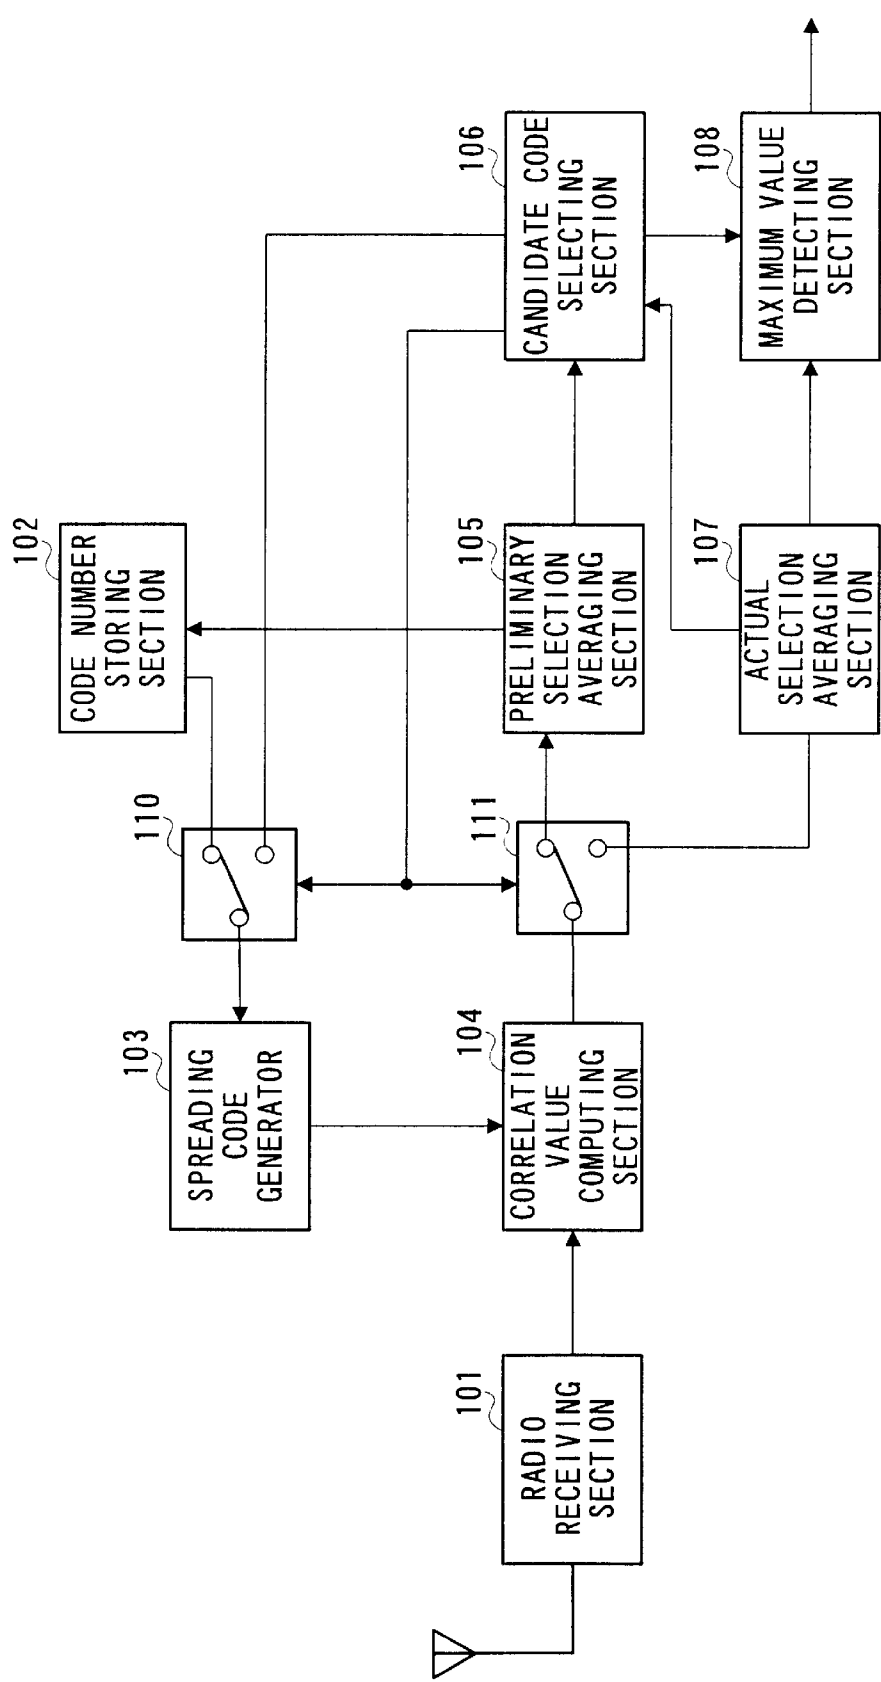 102
CODE NUMBER
STORING
SECTION
110
103
SPREADING
CODE
GENERATOR
106
CANDIDATE CODE
SELECTING
SECTION
105
PRELIMINARY
SELECTION
AVERAGING
SECTION
111
104
CORRELATION
VALUE
COMPUTING
SECTION
101
RADIO
RECEIVING
SECTION
108
MAXIMUM VALUE
DETECTING
SECTION
107
ACTUAL
SELECTION
AVERAGING
SECTION